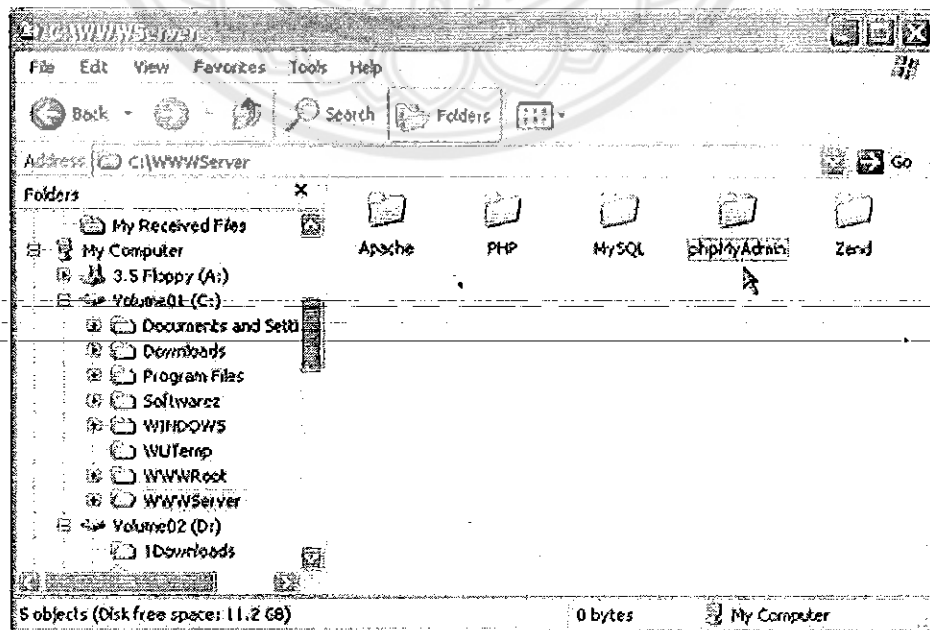 C:\WWWServer
File Edit View Favorites Tools Help
Back Search Folders
Address C:\WWWServer Go
Folders
My Received Files
My Computer
3.5 Floppy (A:)
Volume01 (C:)
Documents and Setti
Downloads
Program Files
Softwarez
WINDOWS
WUTemp
WWWRoot
WWWServer
Volume02 (D:)
1Downloads
Apache PHP MySQL phpMyAdmin Zend
5 objects (Disk free space: 11.2 GB) 0 bytes My Computer